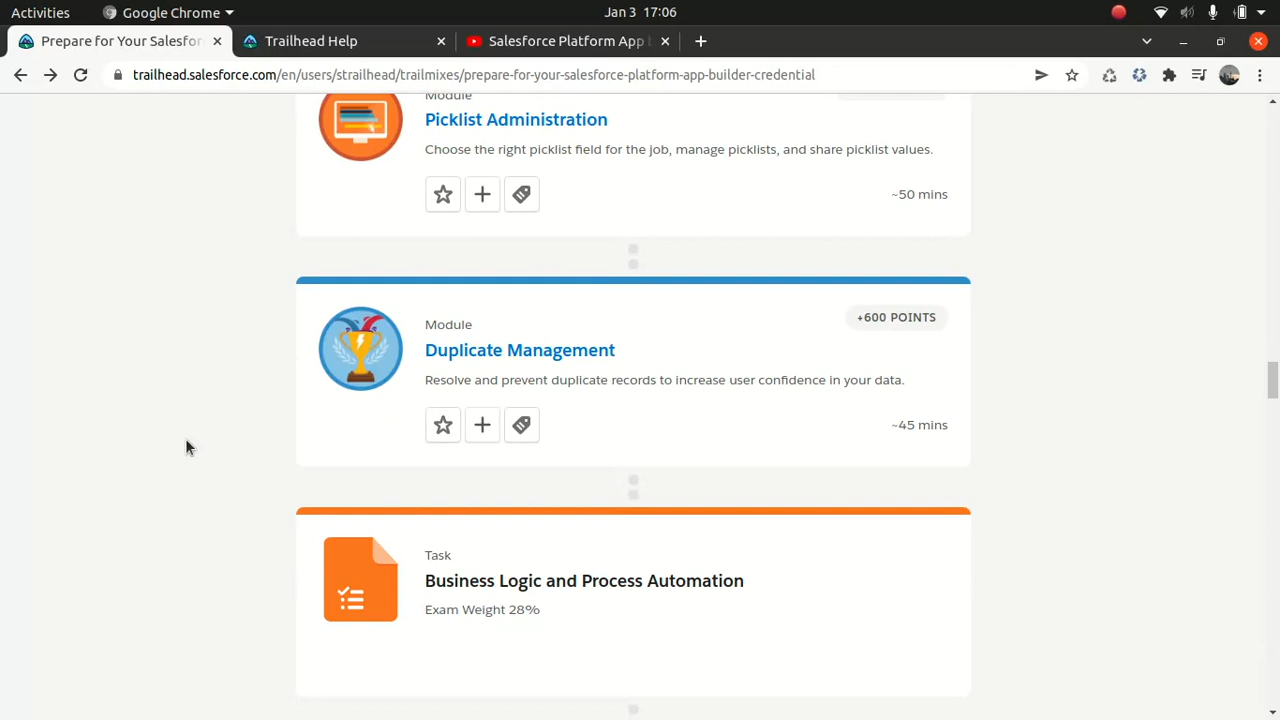 Activities
Google Chrome
Jan 3 17:06
Prepare for Your Salesfor
Trailhead Help
Salesforce Platform App
trailhead.salesforce.com/en/users/strailhead/trailmixes/prepare-for-your-salesforce-platform-app-builder-credential
Module
Picklist Administration
Choose the right picklist field for the job, manage picklists, and share picklist values.
~50 mins
+600 POINTS
Module
Duplicate Management
Resolve and prevent duplicate records to increase user confidence in your data.
~45 mins
Task
Business Logic and Process Automation
Exam Weight 28%